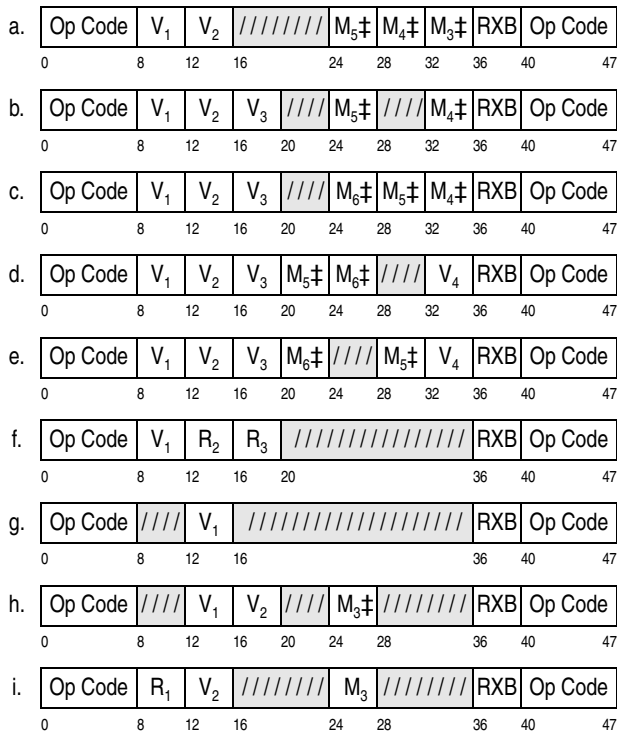 a. Op Code V₁ V₂ //////// M₅‡ M₄‡ M₃‡ RXB Op Code
0 8 12 16 24 28 32 36 40 47
b. Op Code V₁ V₂ V₃ //// M₅‡ //// M₄‡ RXB Op Code
0 8 12 16 20 24 28 32 36 40 47
c. Op Code V₁ V₂ V₃ //// M₆‡ M₅‡ M₄‡ RXB Op Code
0 8 12 16 20 24 28 32 36 40 47
d. Op Code V₁ V₂ V₃ M₅‡ M₆‡ //// V₄ RXB Op Code
0 8 12 16 20 24 28 32 36 40 47
e. Op Code V₁ V₂ V₃ M₆‡ //// M₅‡ V₄ RXB Op Code
0 8 12 16 20 24 28 32 36 40 47
f. Op Code V₁ R₂ R₃ //////////////// RXB Op Code
0 8 12 16 20 36 40 47
g. Op Code //// V₁ //////////////////// RXB Op Code
0 8 12 16 36 40 47
h. Op Code //// V₁ V₂ //// M₃‡ //////// RXB Op Code
0 8 12 16 20 24 28 36 40 47
i. Op Code R₁ V₂ //////// M₃ //////// RXB Op Code
0 8 12 16 24 28 36 40 47